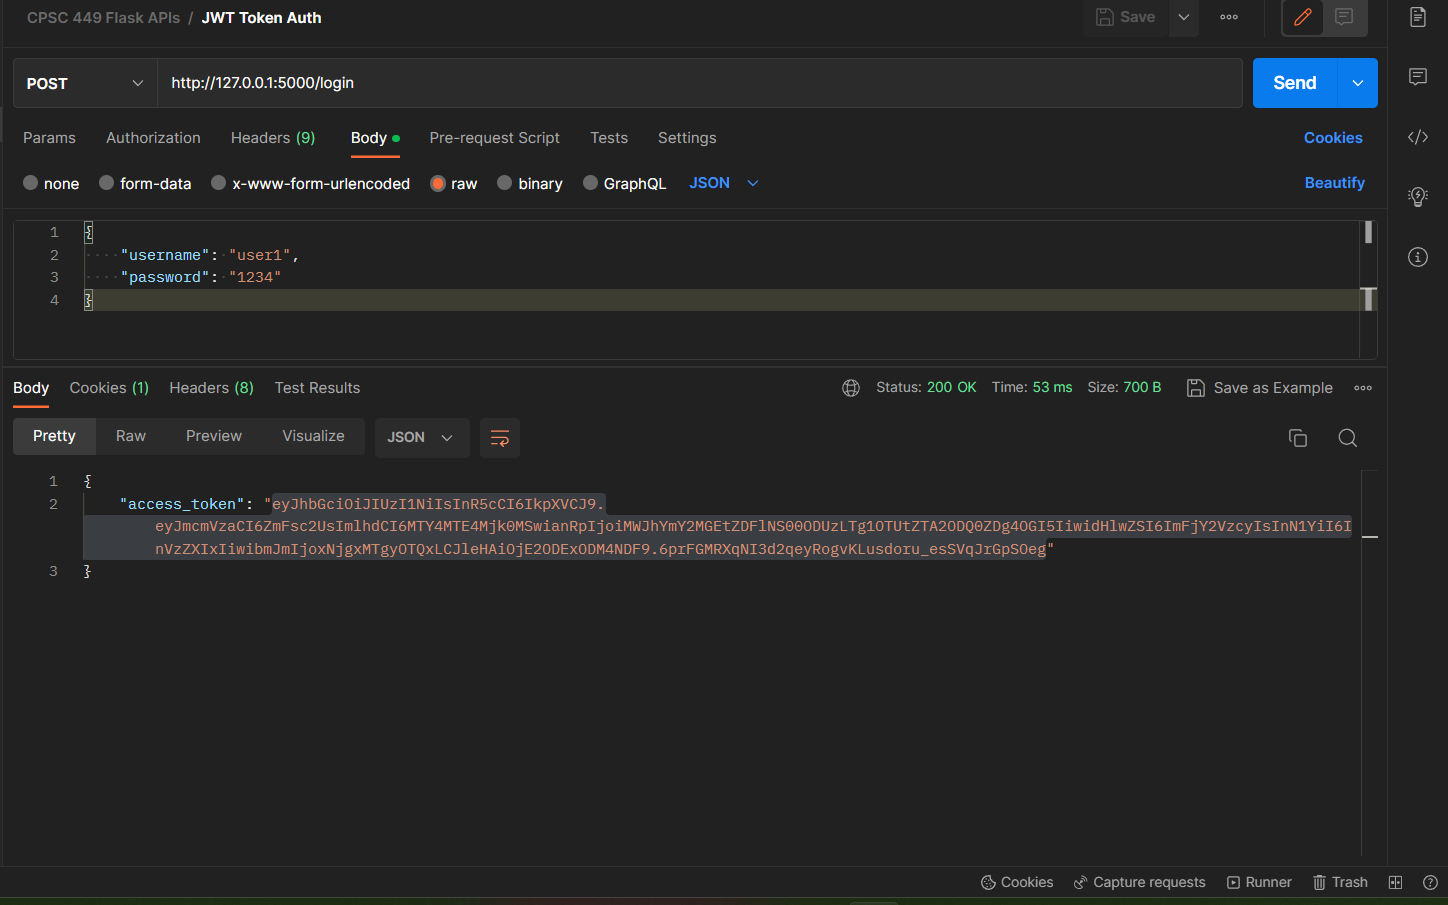 CPSC 449 Flask APIs / JWT Token Auth
Save
POST
http://127.0.0.1:5000/login
Send
Params Authorization Headers (9) Body Pre-request Script Tests Settings Cookies
none form-data x-www-form-urlencoded raw binary GraphQL JSON Beautify
1 {
2 "username": "user1",
3 "password": "1234"
4 }
Body Cookies (1) Headers (8) Test Results Status: 200 OK Time: 53 ms Size: 700 B Save as Example
Pretty Raw Preview Visualize JSON
1 {
2 "access_token": "eyJhbGciOiJIUzI1NiIsInR5cCI6IkpXVCJ9.
eyJmcmVzaCI6ZmFsc2UsImlhdCI6MTY4MTE4Mjk0MSwianRpIjoiMWJhYmY2MGEtZDFlNS00ODUzLTg1OTUtZTA2ODQ0ZDg4OGI5IiwidHlwZSI6ImFjY2VzcyIsInN1YiI6I
nVzZXIxIiwibmJmIjoxNjgxMTgyOTQxLCJleHAiOjE2ODExODM4NDF9.6prFGMRXqNI3d2qeyRogvKLusdoru_esSVqJrGpSOeg"
3 }
Cookies Capture requests Runner Trash